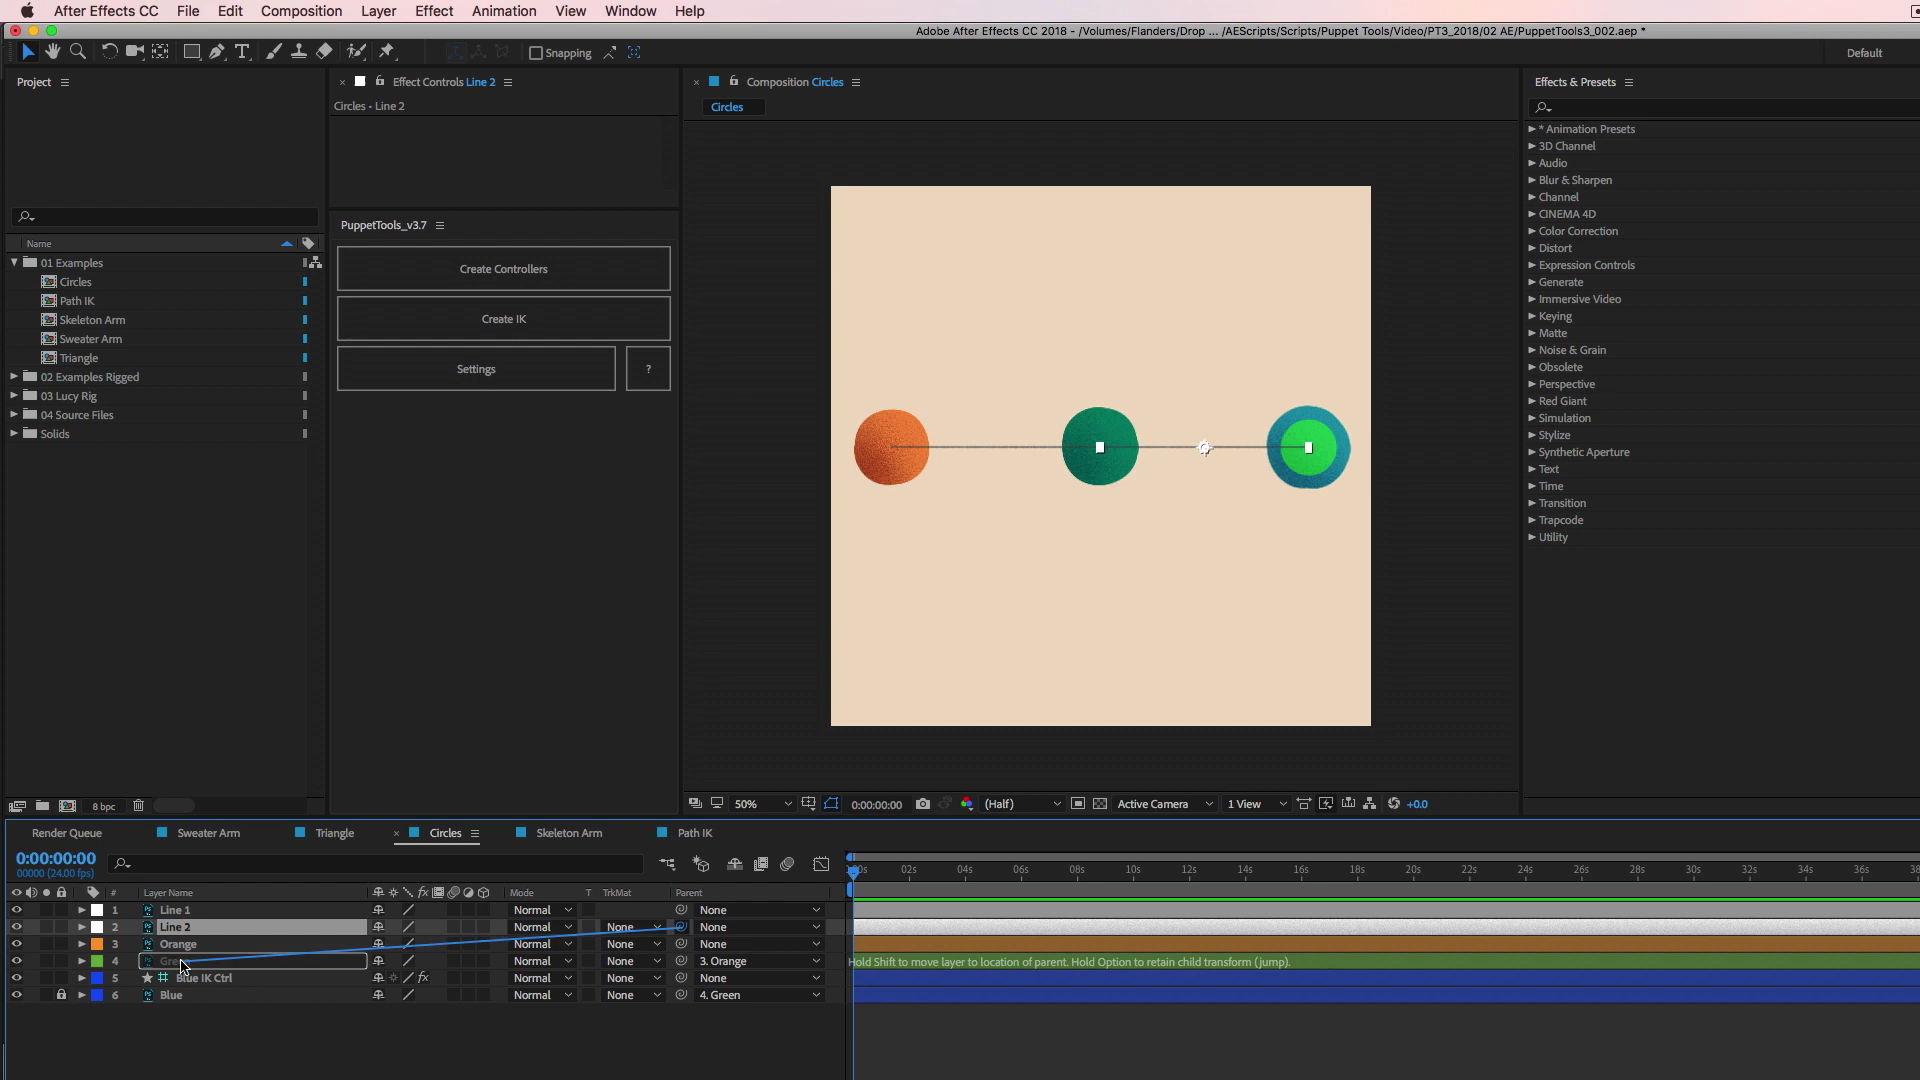 After Effects CC File Edit Composition Layer Effect Animation View Window Help
Adobe After Effects CC 2018 - /Volumes/Flanders/Drop ... /AEScripts/Scripts/Puppet Tools/Video/PT3_2018/02 AE/PuppetTools3_002.aep *
Snapping
Default
Project
Effect Controls Line 2
Composition Circles
Effects & Presets
Circles • Line 2
Circles
PuppetTools_v3.7
Create Controllers
Create IK
Settings
?
Name
01 Examples
Circles
Path IK
Skeleton Arm
Sweater Arm
Triangle
02 Examples Rigged
03 Lucy Rig
04 Source Files
Solids
* Animation Presets
3D Channel
Audio
Blur & Sharpen
Channel
CINEMA 4D
Color Correction
Distort
Expression Controls
Generate
Immersive Video
Keying
Matte
Noise & Grain
Obsolete
Perspective
Red Giant
Simulation
Stylize
Synthetic Aperture
Text
Time
Transition
Trapcode
Utility
8 bpc
50% 0:00:00:00 (Half) Active Camera 1 View +0.0
Render Queue Sweater Arm Triangle Circles Skeleton Arm Path IK
0:00:00:00
00000 (24.00 fps)
02s 04s 06s 08s 10s 12s 14s 16s 18s 20s 22s 24s 26s 28s 30s 32s 34s 36s
# Layer Name fx Mode T TrkMat Parent
1 Line 1 Normal None
2 Line 2 Normal None None
3 Orange Normal None None
4 Normal None 3. Orange
Hold Shift to move layer to location of parent. Hold Option to retain child transform (jump).
5 Blue IK Ctrl fx Normal None None
6 Blue Normal None 4. Green